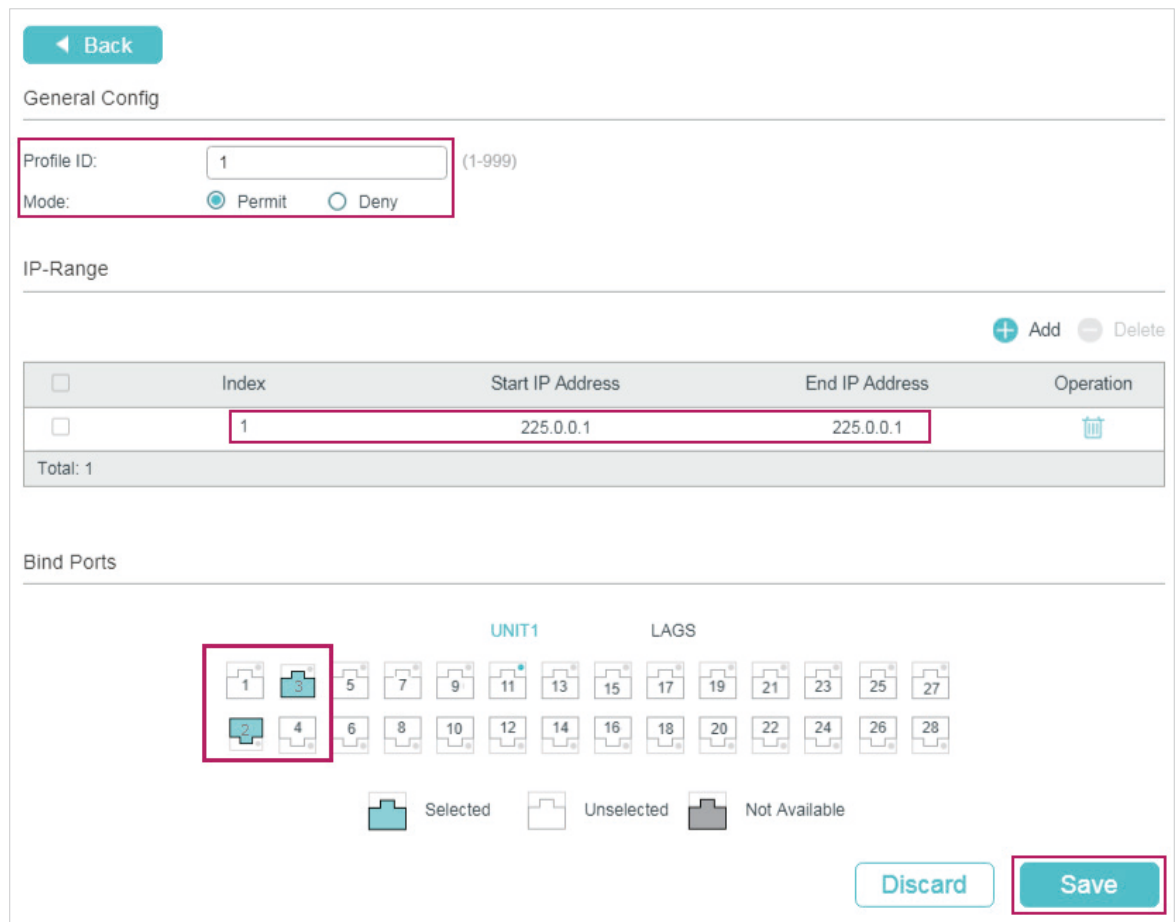 Back
General Config
Profile ID: 1 (1-999)
Mode: Permit Deny
IP-Range
Add Delete
Index Start IP Address End IP Address Operation
1 225.0.0.1 225.0.0.1
Total: 1
Bind Ports
UNIT1 LAGS
1 3 5 7 9 11 13 15 17 19 21 23 25 27
2 4 6 8 10 12 14 16 18 20 22 24 26 28
Selected Unselected Not Available
Discard Save